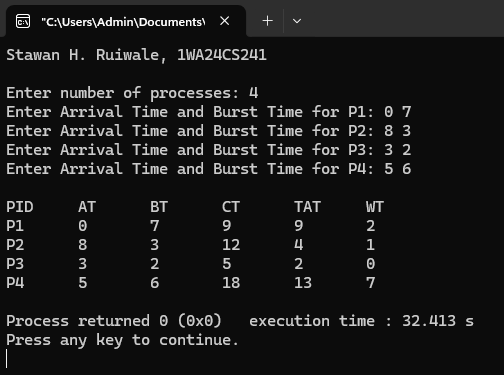 "C:\Users\Admin\Documents\
Stawan H. Ruiwale, 1WA24CS241
Enter number of processes: 4
Enter Arrival Time and Burst Time for P1: 0 7
Enter Arrival Time and Burst Time for P2: 8 3
Enter Arrival Time and Burst Time for P3: 3 2
Enter Arrival Time and Burst Time for P4: 5 6
PID AT BT CT TAT WT
P1 0 7 9 9 2
P2 8 3 12 4 1
P3 3 2 5 2 0
P4 5 6 18 13 7
Process returned 0 (0x0) execution time : 32.413 s
Press any key to continue.